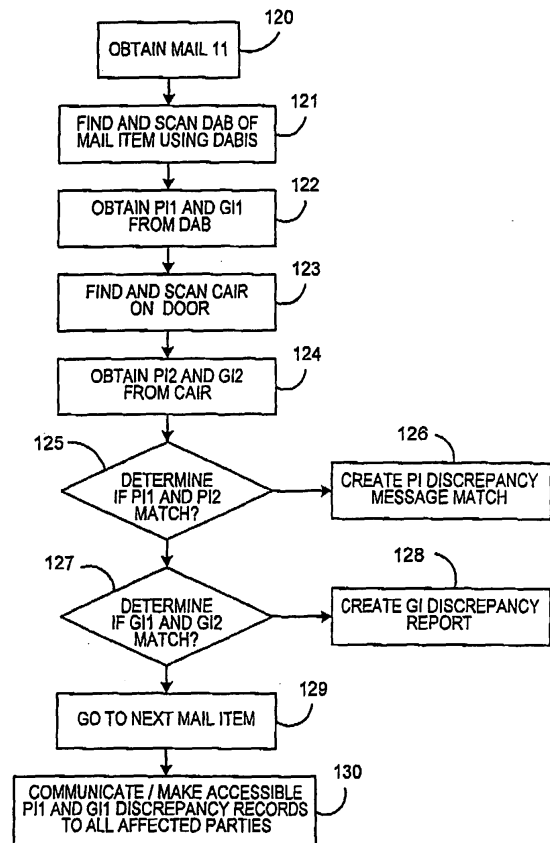 120
OBTAIN MAIL 11
121
FIND AND SCAN DAB OF
MAIL ITEM USING DABIS
122
OBTAIN PI1 AND GI1
FROM DAB
123
FIND AND SCAN CAIR
ON DOOR
124
OBTAIN PI2 AND GI2
FROM CAIR
125
DETERMINE
IF PI1 AND PI2
MATCH?
126
CREATE PI DISCREPANCY
MESSAGE MATCH
127
DETERMINE
IF GI1 AND GI2
MATCH?
128
CREATE GI DISCREPANCY
REPORT
129
GO TO NEXT MAIL ITEM
130
COMMUNICATE / MAKE ACCESSIBLE
PI1 AND GI1 DISCREPANCY RECORDS
TO ALL AFFECTED PARTIES